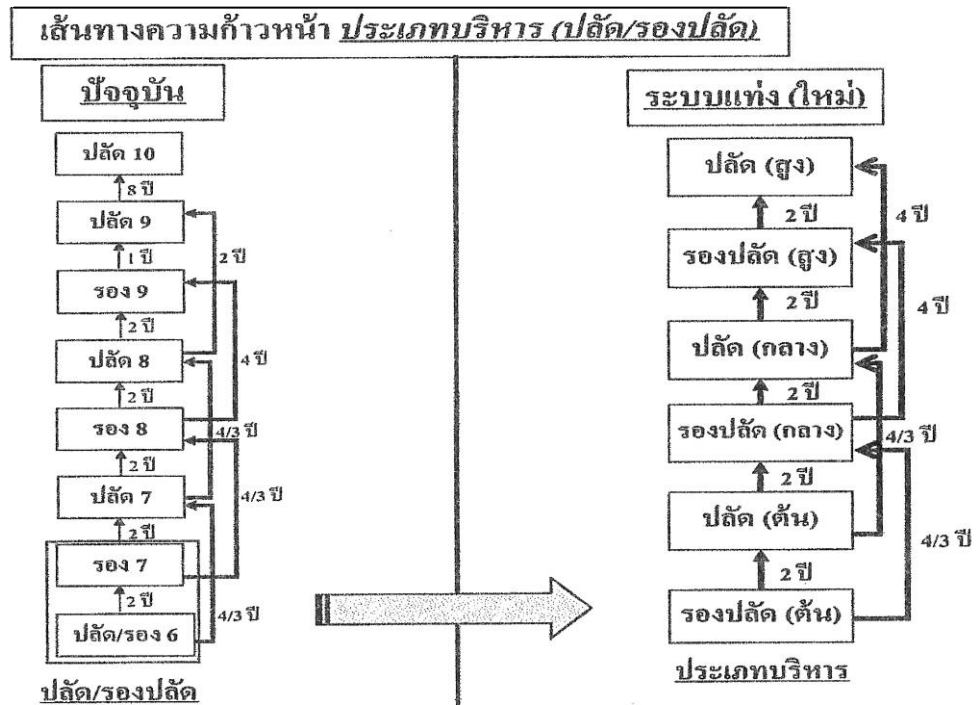 เส้นทางความก้าวหน้า ประเภทบริหาร (ปลัด/รองปลัด)
ปัจจุบัน
ปลัด 10
8 ปี
ปลัด 9
1 ปี
2 ปี
รอง 9
2 ปี
ปลัด 8
4 ปี
2 ปี
รอง 8
4/3 ปี
2 ปี
ปลัด 7
4/3 ปี
2 ปี
รอง 7
2 ปี
4/3 ปี
ปลัด/รอง 6
ปลัด/รองปลัด
ระบบแท่ง (ใหม่)
ปลัด (สูง)
2 ปี
4 ปี
รองปลัด (สูง)
2 ปี
4 ปี
ปลัด (กลาง)
2 ปี
รองปลัด (กลาง)
4/3 ปี
2 ปี
ปลัด (ต้น)
4/3 ปี
2 ปี
รองปลัด (ต้น)
ประเภทบริหาร